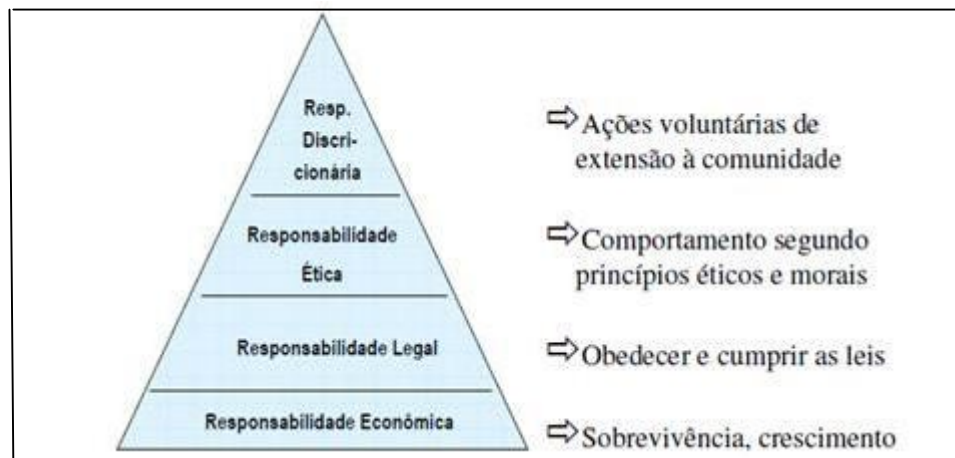 Resp.
Discri-
cionária
⇨Ações voluntárias de
extensão à comunidade
Responsabilidade
Ética
⇨Comportamento segundo
princípios éticos e morais
Responsabilidade Legal
⇨Obedecer e cumprir as leis
Responsabilidade Econômica
⇨Sobrevivência, crescimento